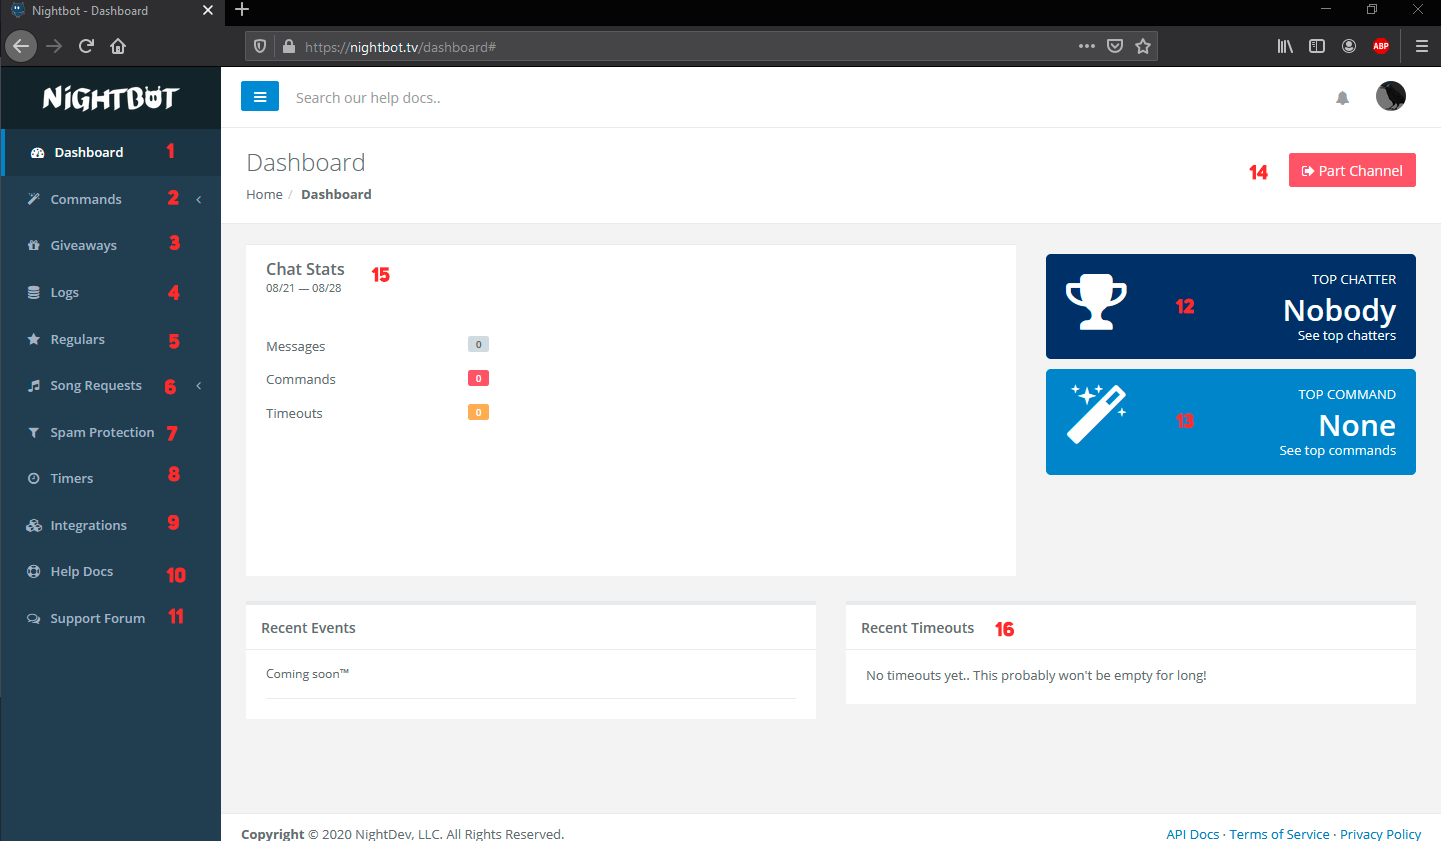 Nightbot - Dashboard
https://nightbot.tv/dashboard#
ABP
NiGHTBOT
Search our help docs..
Dashboard 1
Commands 2
Giveaways 3
Logs 4
Regulars 5
Song Requests 6
Spam Protection 7
Timers 8
Integrations 9
Help Docs 10
Support Forum 11
Dashboard
Home / Dashboard
14 Part Channel
Chat Stats 15
08/21 — 08/28
Messages 0
Commands 0
Timeouts 0
TOP CHATTER
12 Nobody
See top chatters
TOP COMMAND
13 None
See top commands
Recent Events
Coming soon™
Recent Timeouts 16
No timeouts yet.. This probably won't be empty for long!
Copyright © 2020 NightDev, LLC. All Rights Reserved.
API Docs · Terms of Service · Privacy Policy